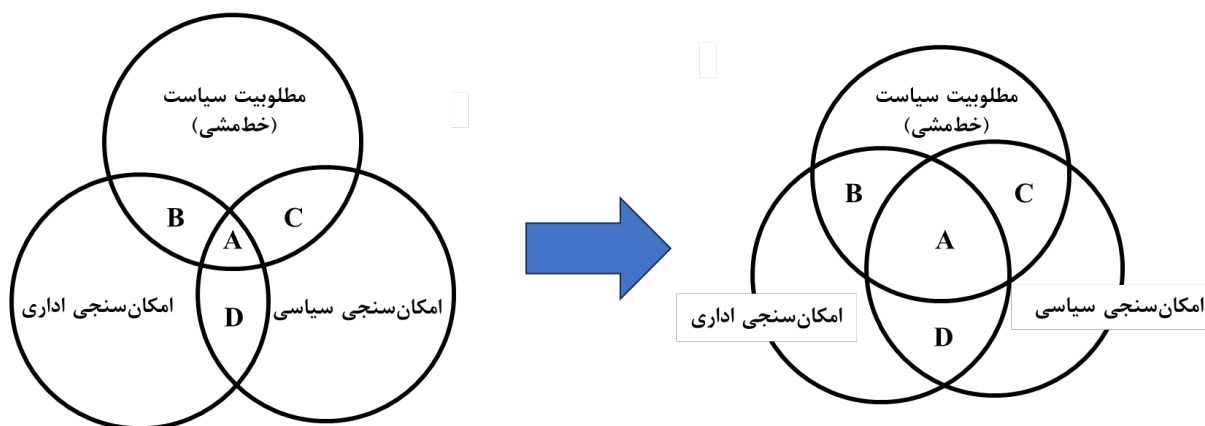 مطلوبیت سیاست
(خط‌مشی)
B
C
A
امکان‌سنجی اداری
D
امکان‌سنجی سیاسی
مطلوبیت سیاست
(خط‌مشی)
B
C
A
امکان‌سنجی اداری
D
امکان‌سنجی سیاسی